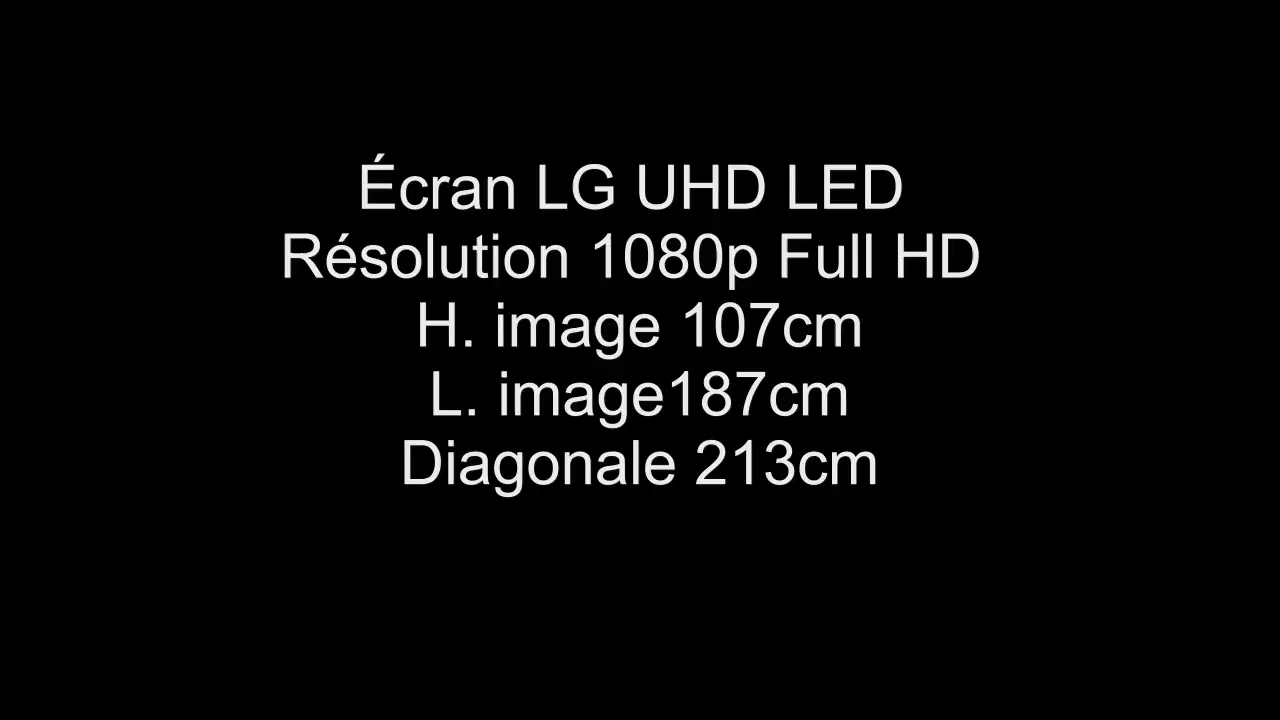 Écran LG UHD LED
Résolution 1080p Full HD
H. image 107cm
L. image187cm
Diagonale 213cm